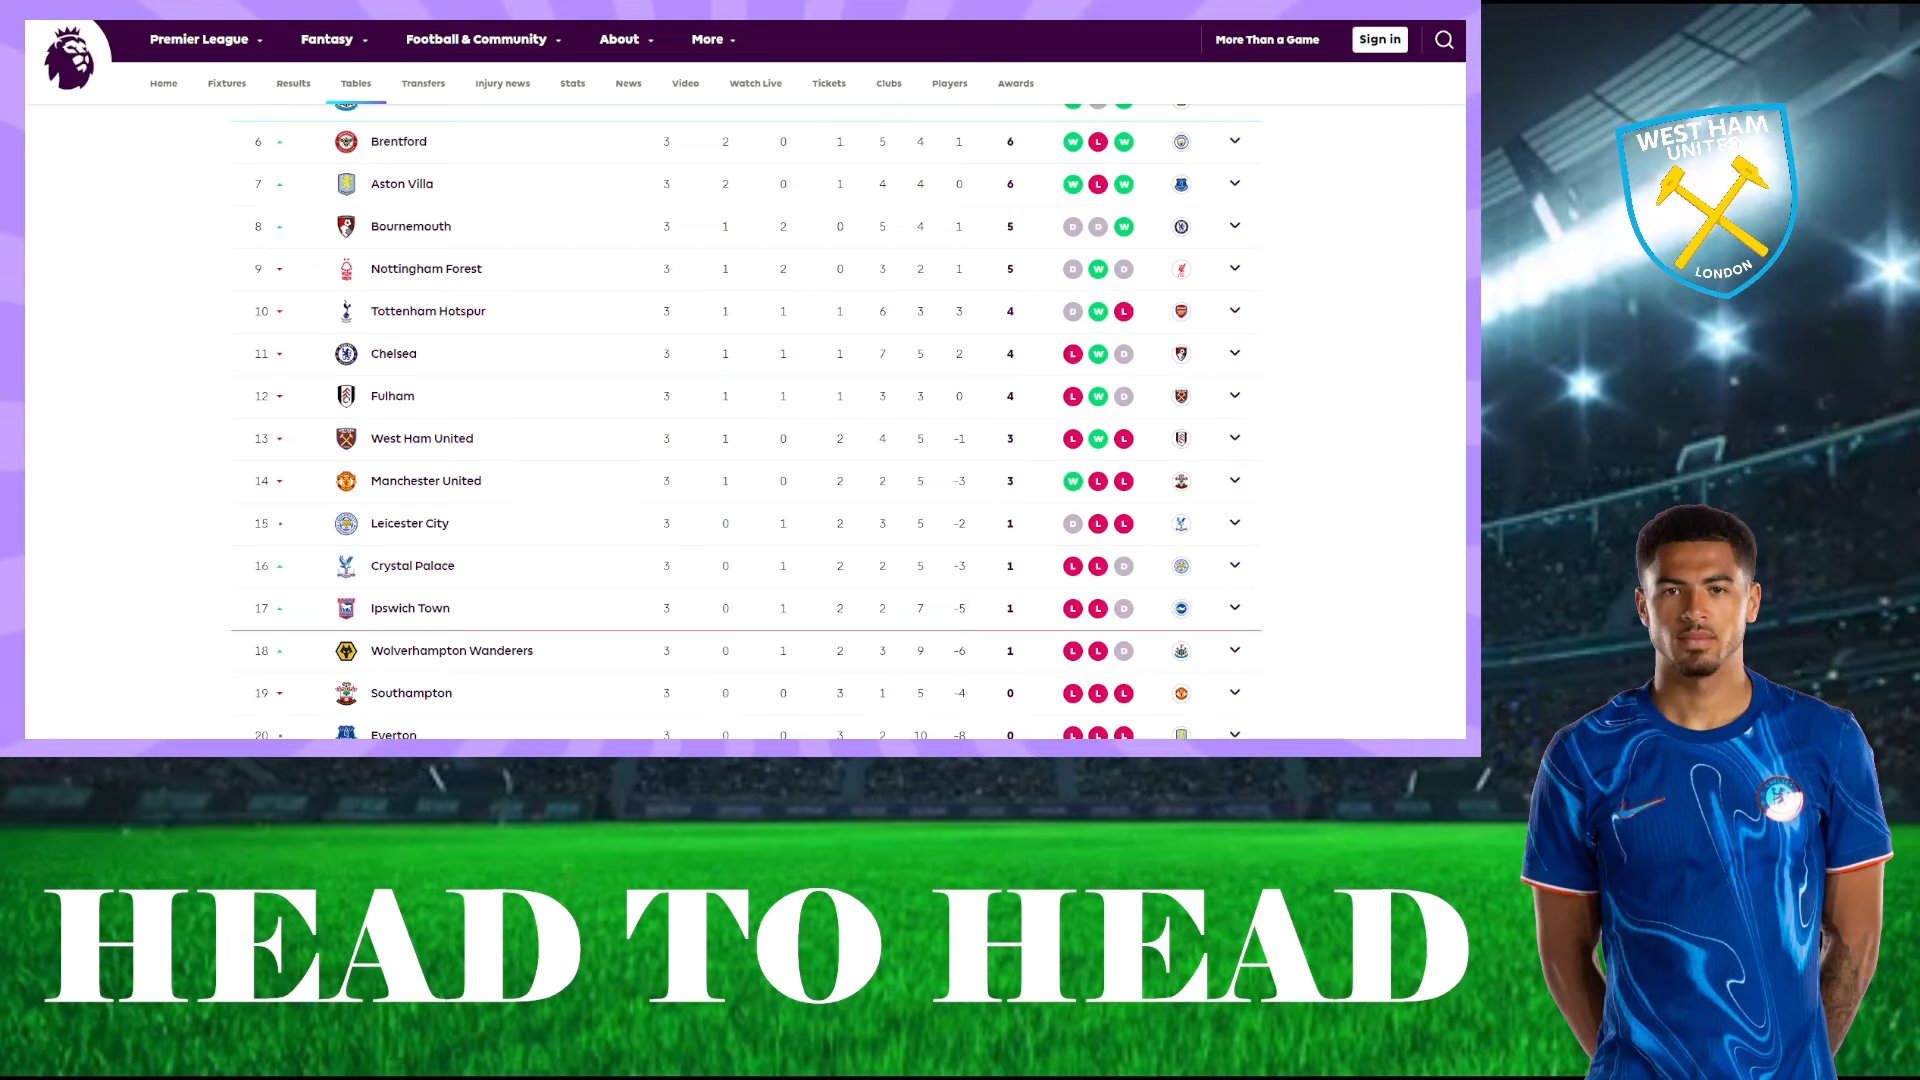 Premier League Fantasy Football & Community About More More Than a Game Sign in
Home Fixtures Results Tables Transfers Injury news Stats News Video Watch Live Tickets Clubs Players Awards
6 Brentford 3 2 0 1 5 4 1 6 W L W
7 Aston Villa 3 2 0 1 4 4 0 6 W L W
8 Bournemouth 3 1 2 0 5 4 1 5 D D W
9 Nottingham Forest 3 1 2 0 3 2 1 5 D W D
10 Tottenham Hotspur 3 1 1 1 6 3 3 4 D W L
11 Chelsea 3 1 1 1 7 5 2 4 L W D
12 Fulham 3 1 1 1 3 3 0 4 L W D
13 West Ham United 3 1 0 2 4 5 -1 3 L W L
14 Manchester United 3 1 0 2 2 5 -3 3 W L L
15 Leicester City 3 0 1 2 3 5 -2 1 D L L
16 Crystal Palace 3 0 1 2 2 5 -3 1 L L D
17 Ipswich Town 3 0 1 2 2 7 -5 1 L L D
18 Wolverhampton Wanderers 3 0 1 2 3 9 -6 1 L L D
19 Southampton 3 0 0 3 1 5 -4 0 L L L
20 Everton 3 0 0 3 2 10 -8 0 L L L
WEST HAM
UNITED
LONDON
HEAD TO HEAD